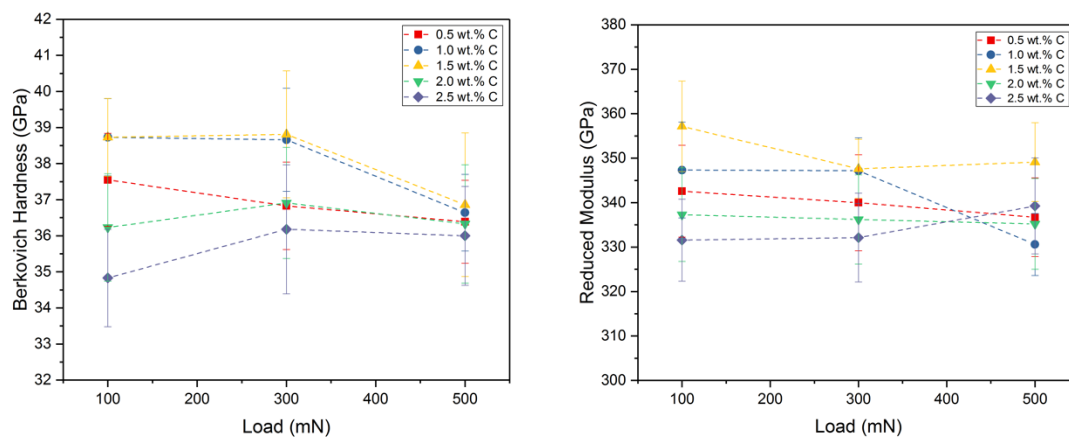 42
41
40
39
38
37
36
35
34
33
32
Berkovich Hardness (GPa)
100
200
300
400
500
Load (mN)
0.5 wt.% C
1.0 wt.% C
1.5 wt.% C
2.0 wt.% C
2.5 wt.% C
380
370
360
350
340
330
320
310
300
Reduced Modulus (GPa)
100
200
300
400
500
Load (mN)
0.5 wt.% C
1.0 wt.% C
1.5 wt.% C
2.0 wt.% C
2.5 wt.% C